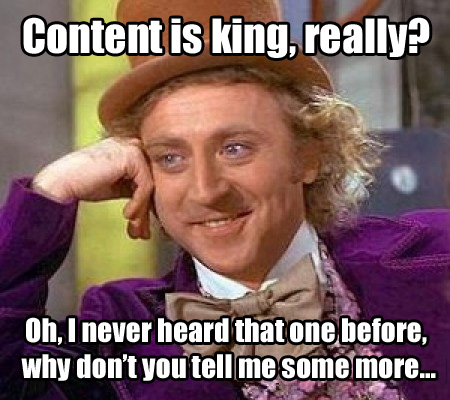 Content is king, really?
Oh, I never heard that one before,
why don't you tell me some more...